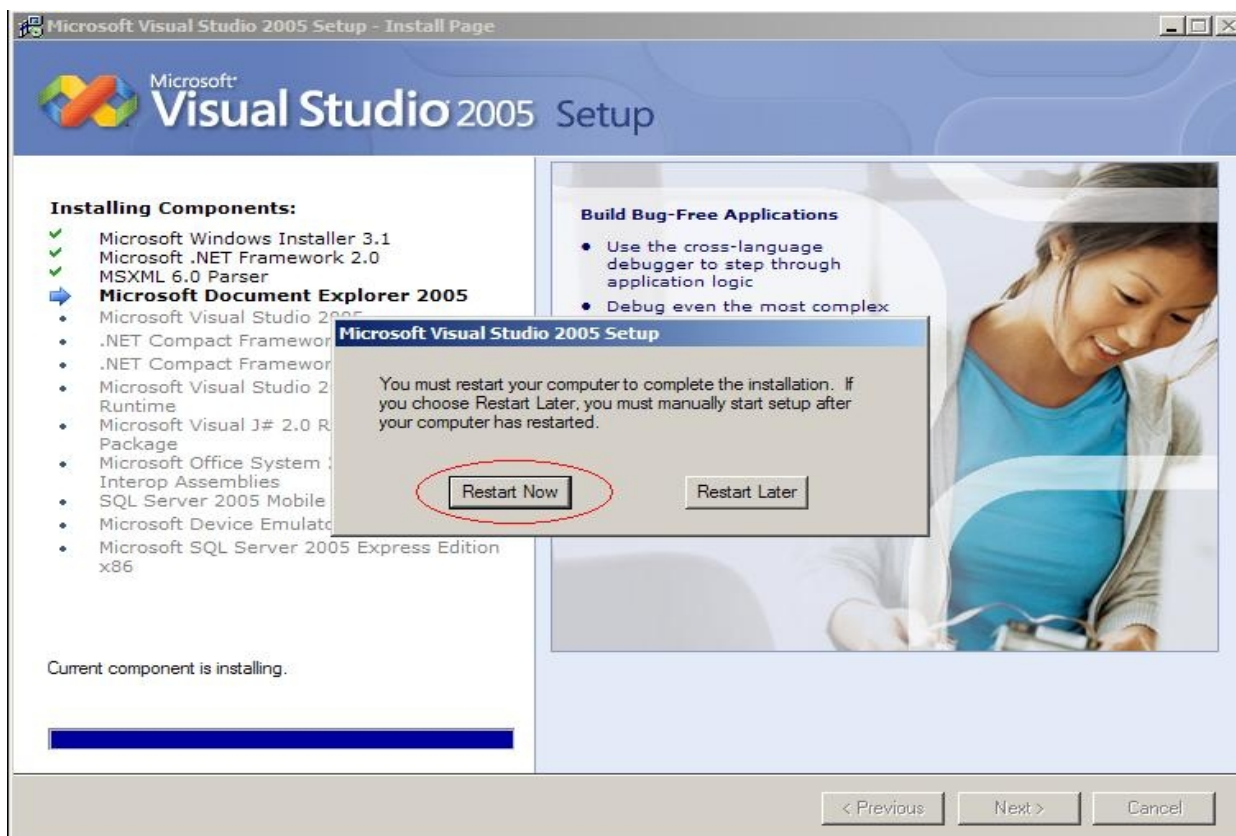 Microsoft Visual Studio 2005 Setup - Install Page
Microsoft
Visual Studio 2005 Setup
Installing Components:
Microsoft Windows Installer 3.1
Microsoft .NET Framework 2.0
MSXML 6.0 Parser
Microsoft Document Explorer 2005
Microsoft Visual Studio
.NET Compact
.NET Compact
Microsoft Visual Studio
Runtime
Microsoft Visual J# 2.0
Package
Microsoft Office System
Interop Assemblies
SQL Server 2005 Mobile
Microsoft Device
Microsoft SQL Server 2005 Express Edition
x86
Current component is installing.
Build Bug-Free Applications
Use the cross-language
debugger to step through
application logic
Debug even the most complex
Microsoft Visual Studio 2005 Setup
You must restart your computer to complete the installation. If
you choose Restart Later, you must manually start setup after
your computer has restarted.
Restart Now
Restart Later
< Previous
Next >
Cancel